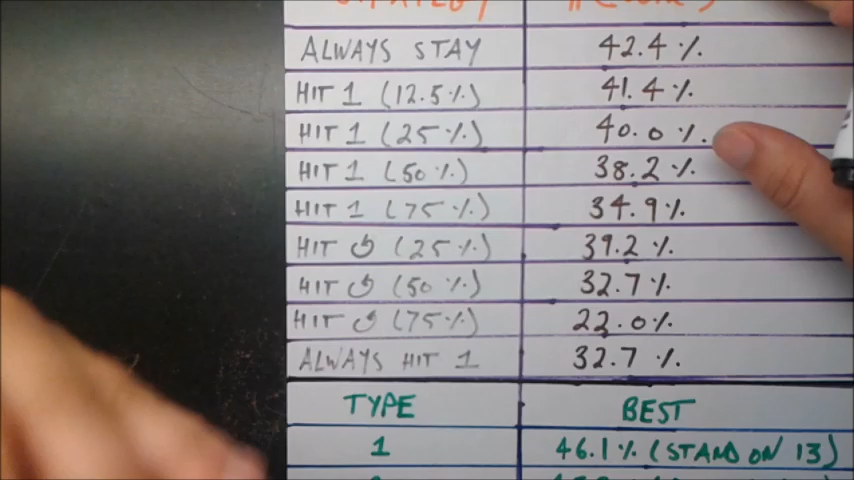 ALWAYS STAY 42.4%
HIT 1 (12.5%) 41.4%
HIT 1 (25%) 40.0%
HIT 1 (50%) 38.2%
HIT 1 (75%) 34.9%
HIT ↺ (25%) 39.2%
HIT ↺ (50%) 32.7%
HIT ↺ (75%) 22.0%
ALWAYS HIT 1 32.7%
TYPE BEST
1 46.1% (STAND ON 13)